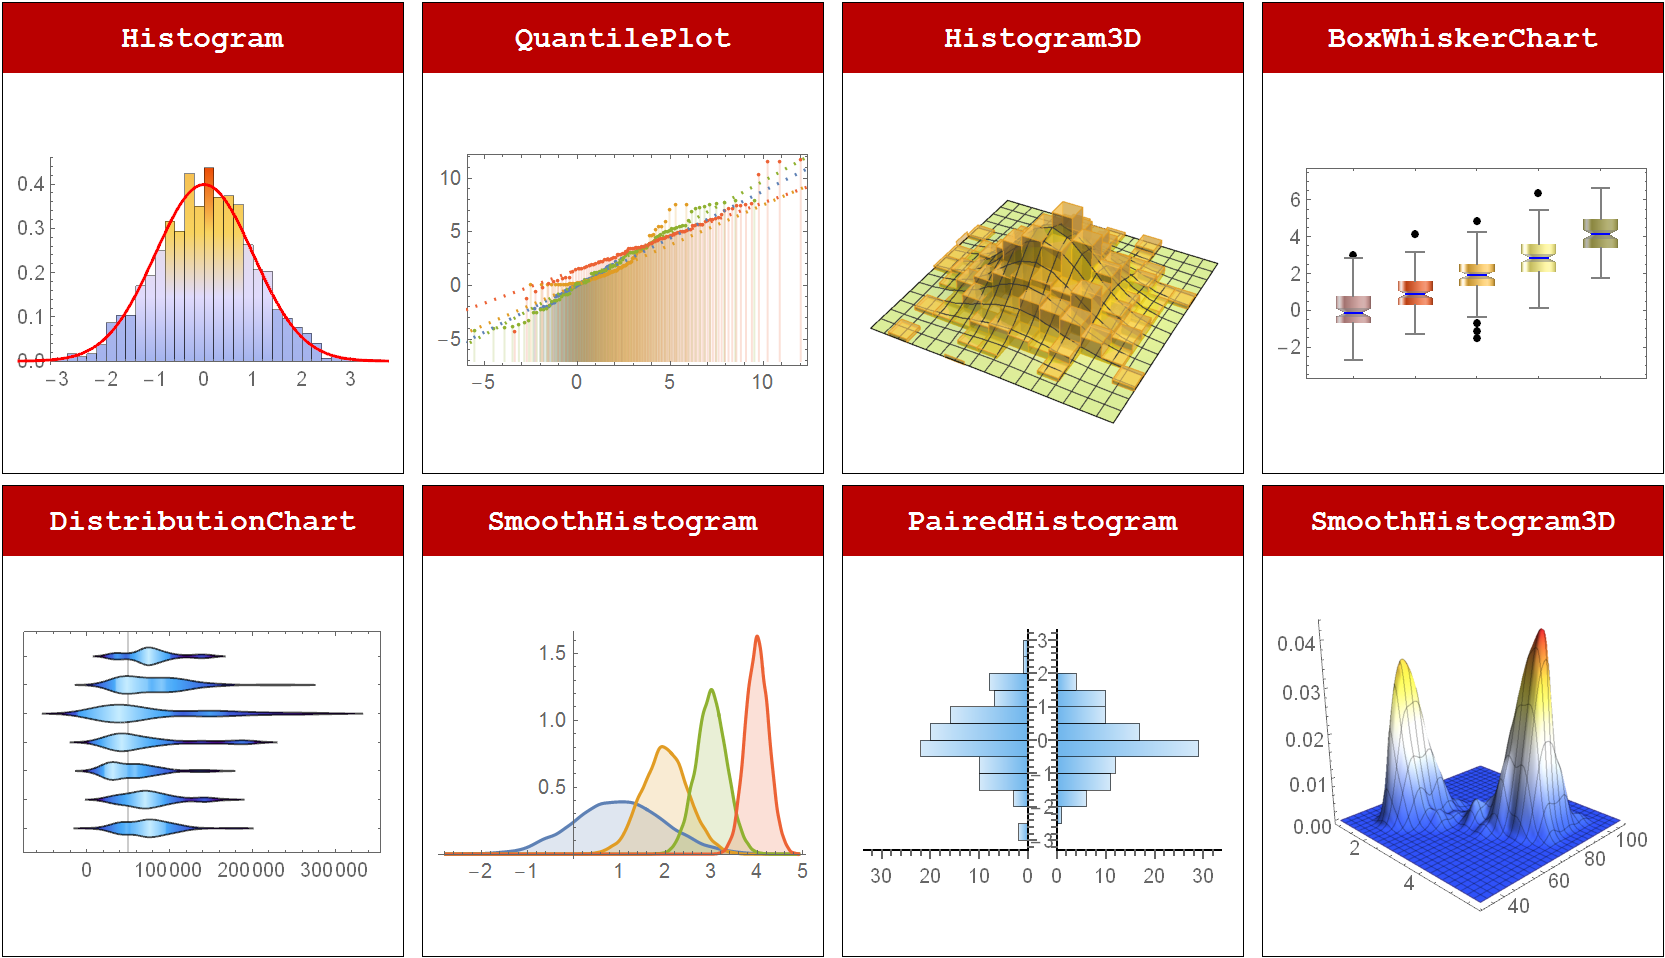 Histogram
QuantilePlot
Histogram3D
BoxWhiskerChart
0.4
0.3
0.2
0.1
0.0
−3 −2 −1 0 1 2 3
10
5
0
−5
−5 0 5 10
6
4
2
0
−2
DistributionChart
SmoothHistogram
PairedHistogram
SmoothHistogram3D
0 100000 200000 300000
1.5
1.0
0.5
−2 −1 1 2 3 4 5
3
2
1
0
−1
−2
−3
30 20 10 0 0 10 20 30
0.04
0.03
0.02
0.01
0.00
2
4
40
60
80
100